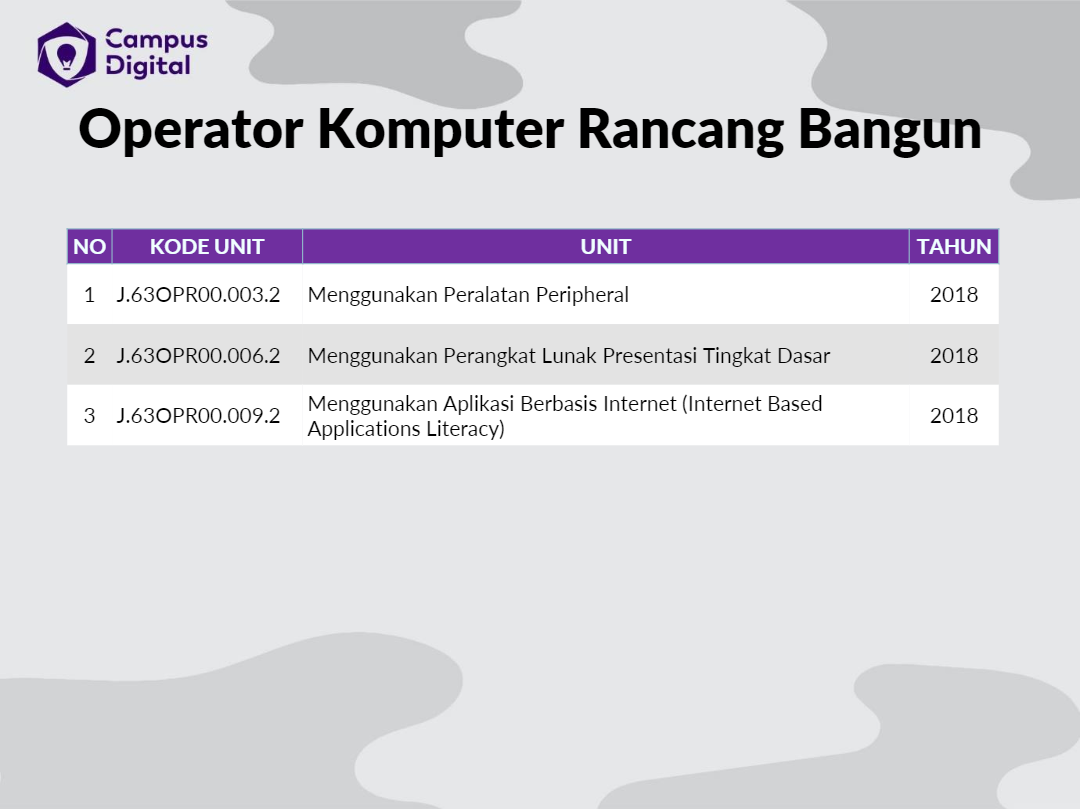 Campus
Digital
Operator Komputer Rancang Bangun
NO KODE UNIT UNIT TAHUN
1 J.63OPR00.003.2 Menggunakan Peralatan Peripheral 2018
2 J.63OPR00.006.2 Menggunakan Perangkat Lunak Presentasi Tingkat Dasar 2018
3 J.63OPR00.009.2 Menggunakan Aplikasi Berbasis Internet (Internet Based
Applications Literacy) 2018